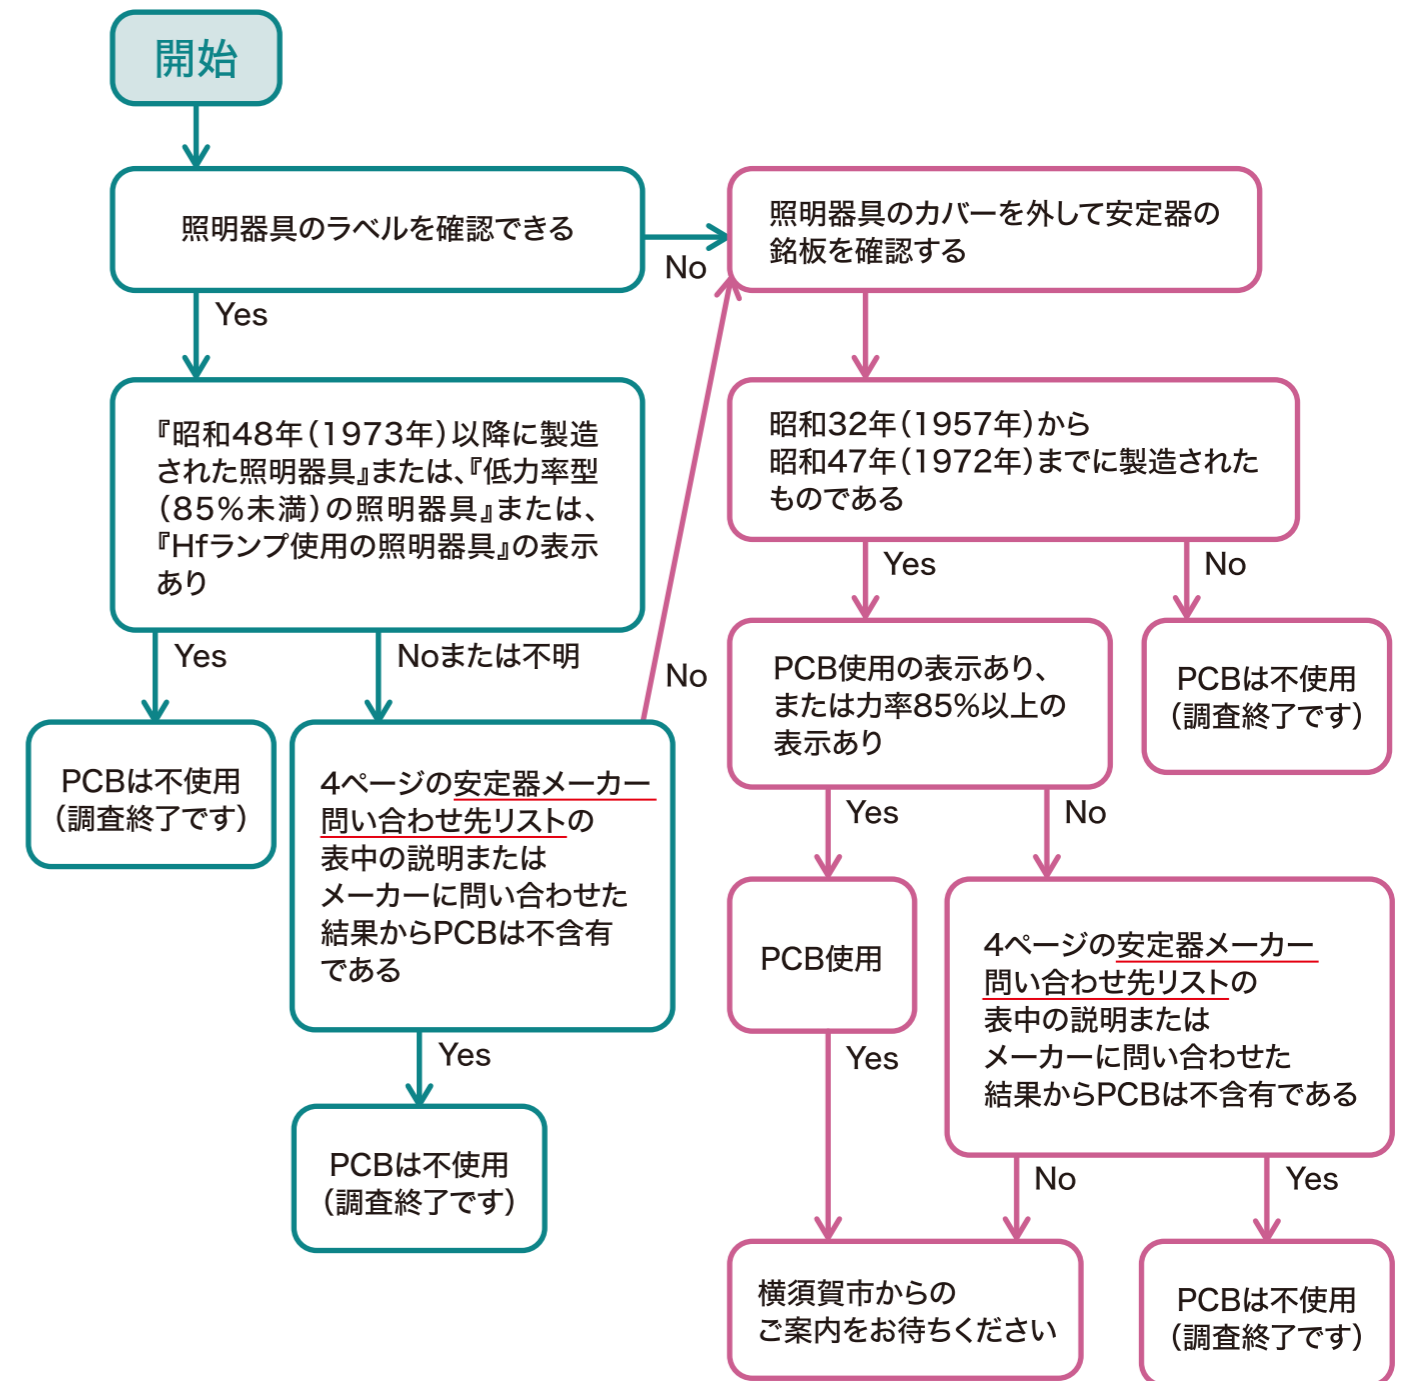 開始
照明器具のラベルを確認できる
No
照明器具のカバーを外して安定器の
銘板を確認する
Yes
『昭和48年（1973年）以降に製造
された照明器具』または、『低力率型
（85%未満）の照明器具』または、
『Hfランプ使用の照明器具』の表示
あり
昭和32年（1957年）から
昭和47年（1972年）までに製造された
ものである
Yes
Noまたは不明
No
Yes
No
PCBは不使用
（調査終了です）
4ページの安定器メーカー
問い合わせ先リストの
表中の説明または
メーカーに問い合わせた
結果からPCBは不含有
である
PCB使用の表示あり、
または力率85%以上の
表示あり
PCBは不使用
（調査終了です）
Yes
No
Yes
PCBは不使用
（調査終了です）
PCB使用
4ページの安定器メーカー
問い合わせ先リストの
表中の説明または
メーカーに問い合わせた
結果からPCBは不含有である
Yes
No
Yes
横須賀市からの
ご案内をお待ちください
PCBは不使用
（調査終了です）